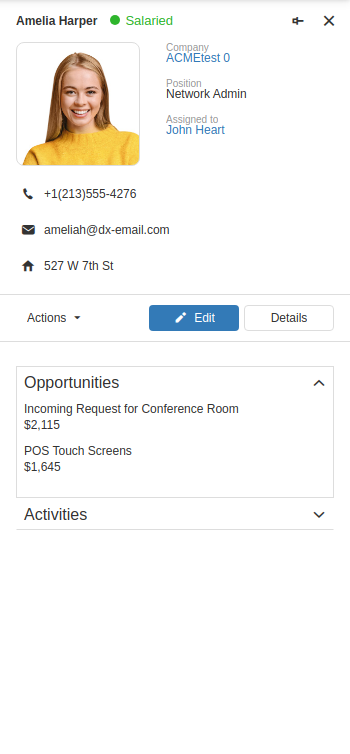 Amelia Harper
Salaried
Company
ACMEtest 0
Position
Network Admin
Assigned to
John Heart
+1(213)555-4276
ameliah@dx-email.com
527 W 7th St
Actions
Edit
Details
Opportunities
Incoming Request for Conference Room
$2,115
POS Touch Screens
$1,645
Activities